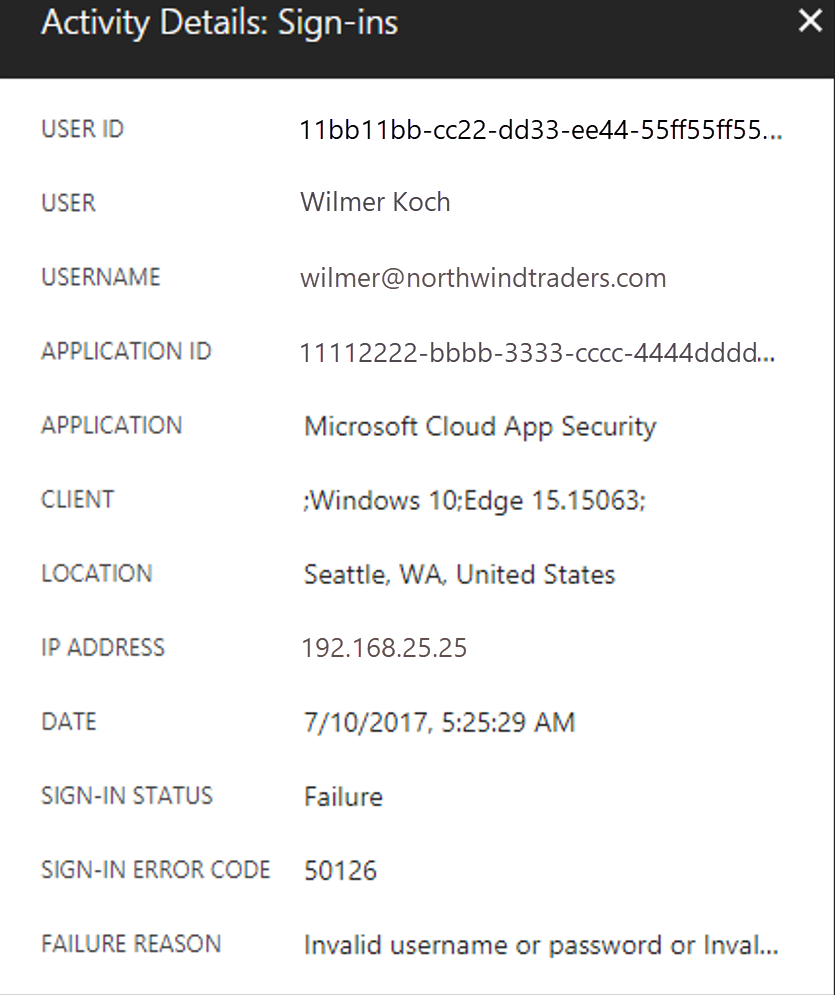 Activity Details: Sign-ins
USER ID 11bb11bb-cc22-dd33-ee44-55ff55ff55...
USER Wilmer Koch
USERNAME wilmer@northwindtraders.com
APPLICATION ID 11112222-bbbb-3333-cccc-4444dddd...
APPLICATION Microsoft Cloud App Security
CLIENT ;Windows 10;Edge 15.15063;
LOCATION Seattle, WA, United States
IP ADDRESS 192.168.25.25
DATE 7/10/2017, 5:25:29 AM
SIGN-IN STATUS Failure
SIGN-IN ERROR CODE 50126
FAILURE REASON Invalid username or password or Inval...